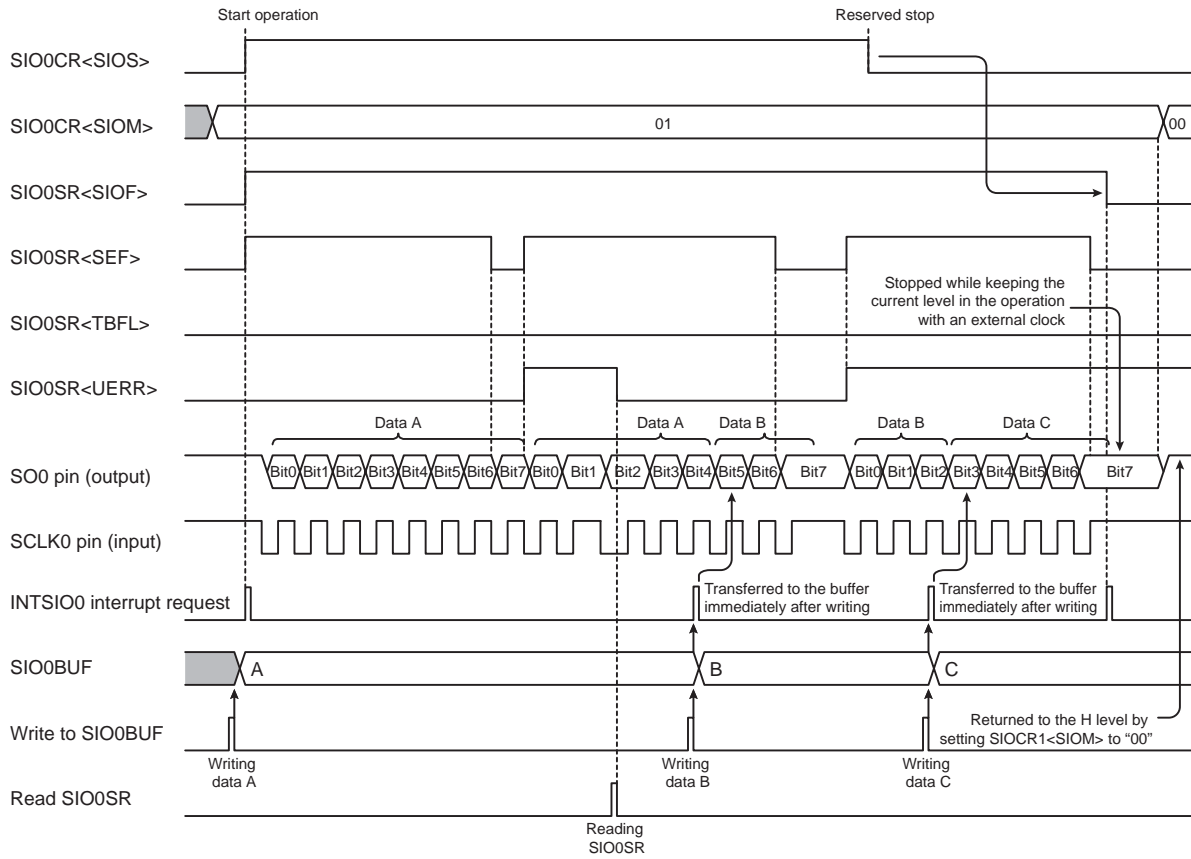 Start operation
Reserved stop
SIO0CR<SIOS>
SIO0CR<SIOM>
01
00
SIO0SR<SIOF>
SIO0SR<SEF>
Stopped while keeping the
current level in the operation
with an external clock
SIO0SR<TBFL>
SIO0SR<UERR>
Data A
Data A
Data B
Data B
Data C
SO0 pin (output)
Bit0 Bit1 Bit2 Bit3 Bit4 Bit5 Bit6 Bit7 Bit0 Bit1 Bit2 Bit3 Bit4 Bit5 Bit6 Bit7 Bit0 Bit1 Bit2 Bit3 Bit4 Bit5 Bit6 Bit7
SCLK0 pin (input)
INTSIO0 interrupt request
Transferred to the buffer
immediately after writing
Transferred to the buffer
immediately after writing
SIO0BUF
A
B
C
Write to SIO0BUF
Returned to the H level by
setting SIOCR1<SIOM> to “00”
Writing
data A
Writing
data B
Writing
data C
Read SIO0SR
Reading
SIO0SR